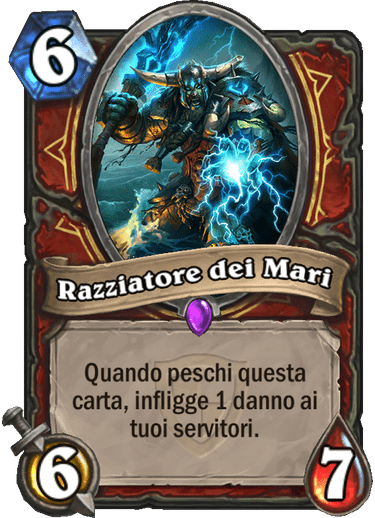 6
Razziatore dei Mari
Quando peschi questa
carta, infligge 1 danno ai
tuoi servitori.
6
7